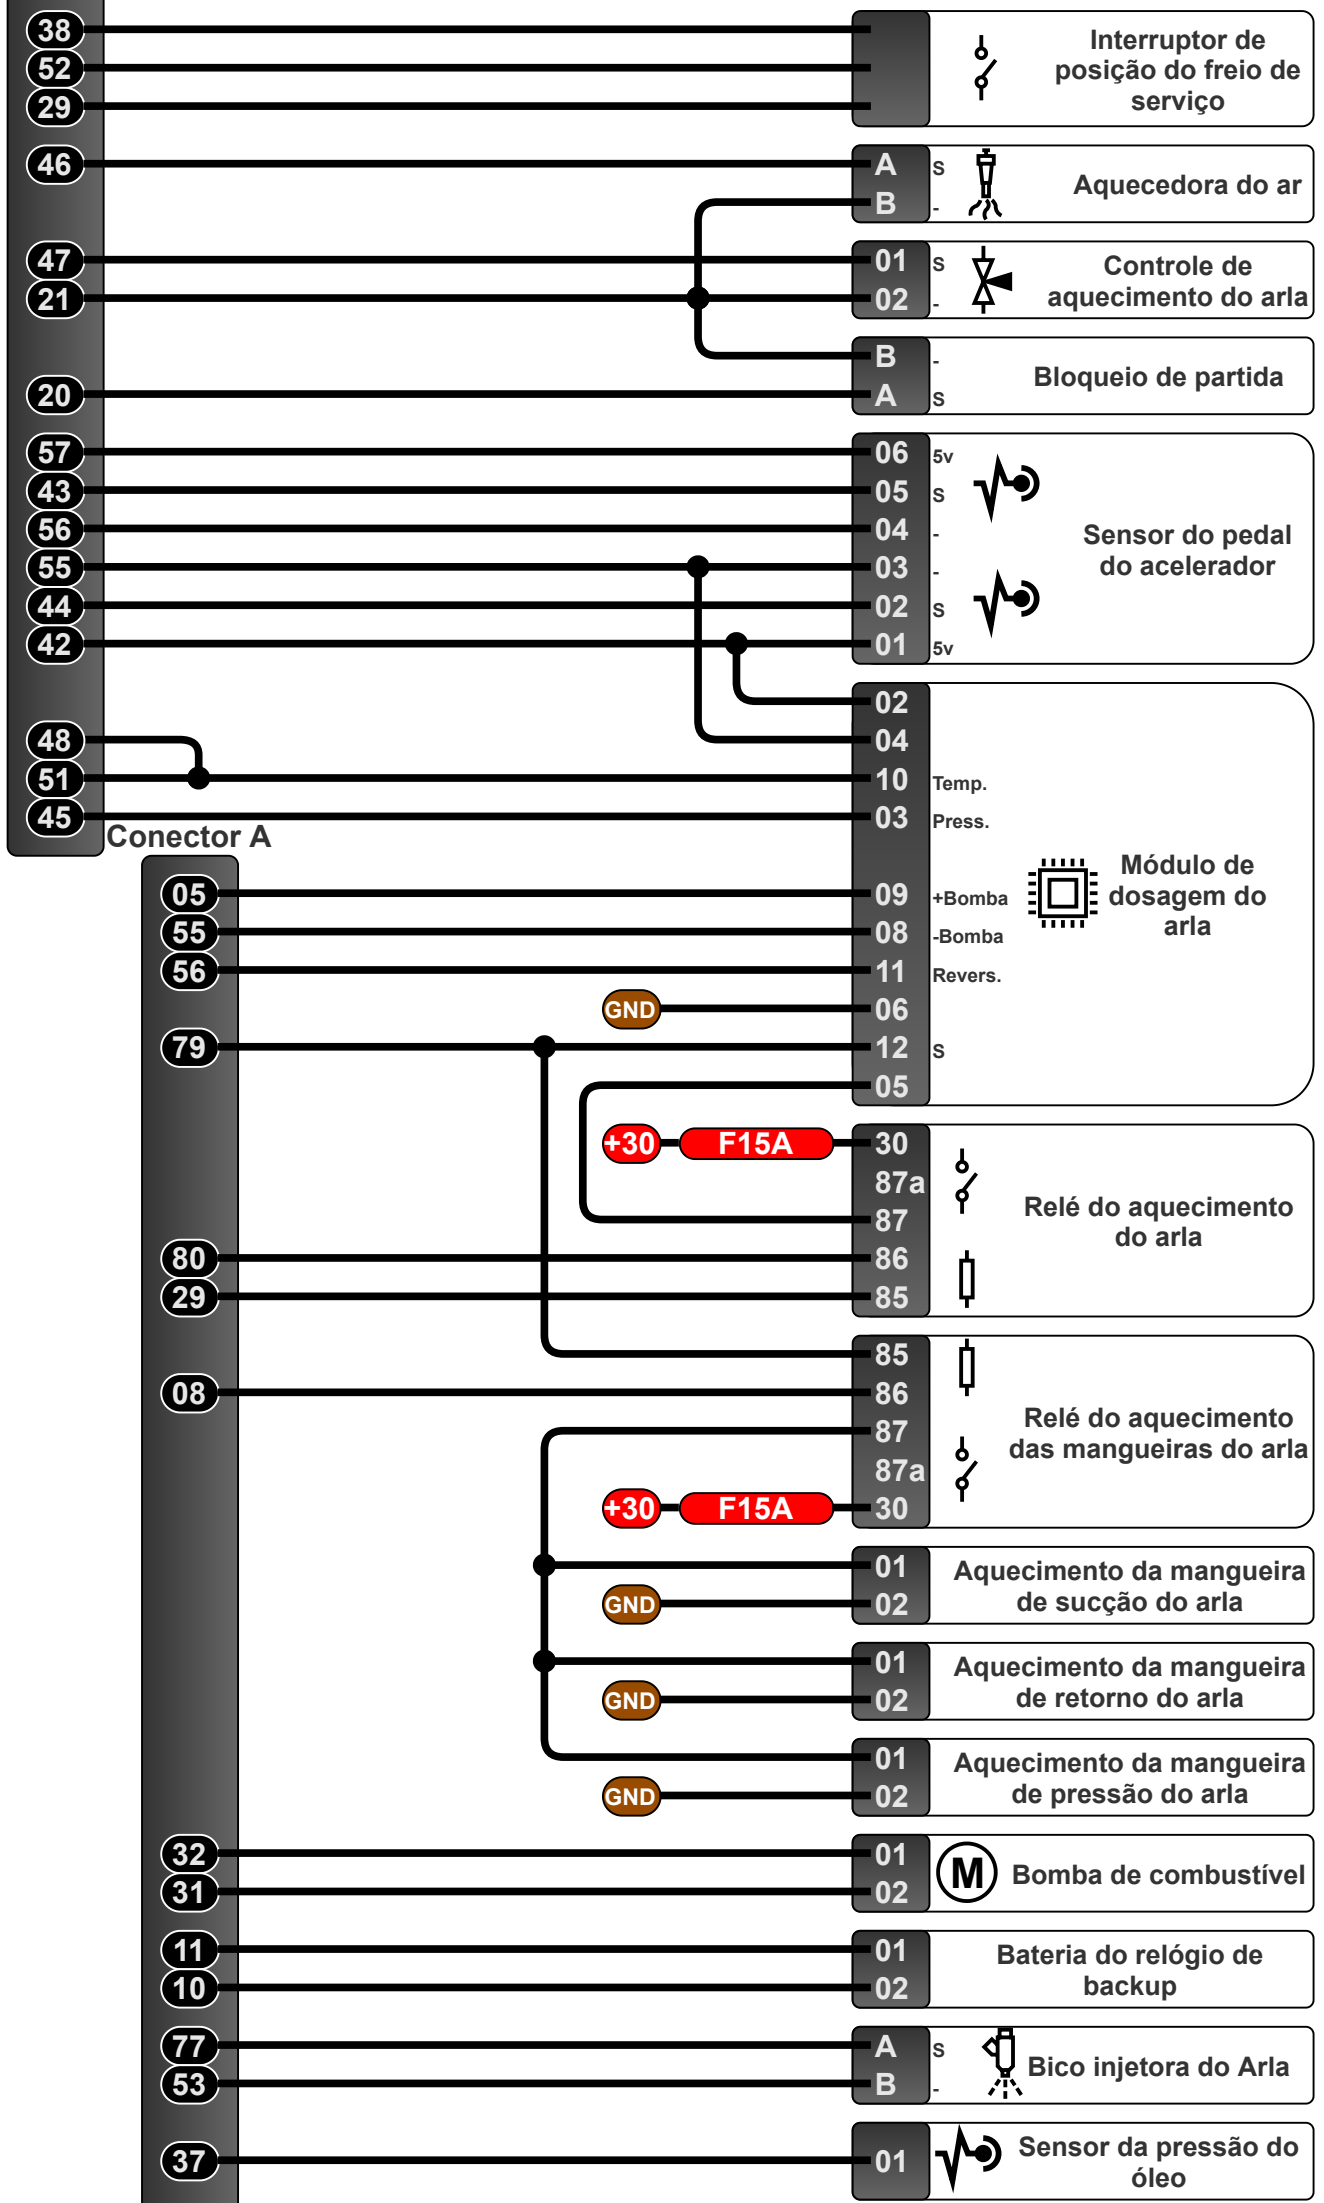 38
52
29
Interruptor de
posição do freio de
serviço
46
A S
B -
Aquecedora do ar
47
21
01 S
02 -
Controle de
aquecimento do arla
20
B -
A S
Bloqueio de partida
57
43
56
55
44
42
06 5v
05 S
04 -
03 -
02 S
01 5v
Sensor do pedal
do acelerador
48
51
45
Conector A
02
04
10 Temp.
03 Press.
05
55
56
79
09 +Bomba
08 -Bomba
11 Revers.
GND 06
12 S
05
Módulo de
dosagem do
arla
+30 F15A 30
87a
87
80 86
29 85
Relé do aquecimento
do arla
85
08 86
87
87a
+30 F15A 30
Relé do aquecimento
das mangueiras do arla
01
GND 02
Aquecimento da mangueira
de sucção do arla
01
GND 02
Aquecimento da mangueira
de retorno do arla
01
GND 02
Aquecimento da mangueira
de pressão do arla
32 01
31 02
M Bomba de combustível
11 01
10 02
Bateria do relógio de
backup
77 A S
53 B -
Bico injetora do Arla
37 01
Sensor da pressão do
óleo